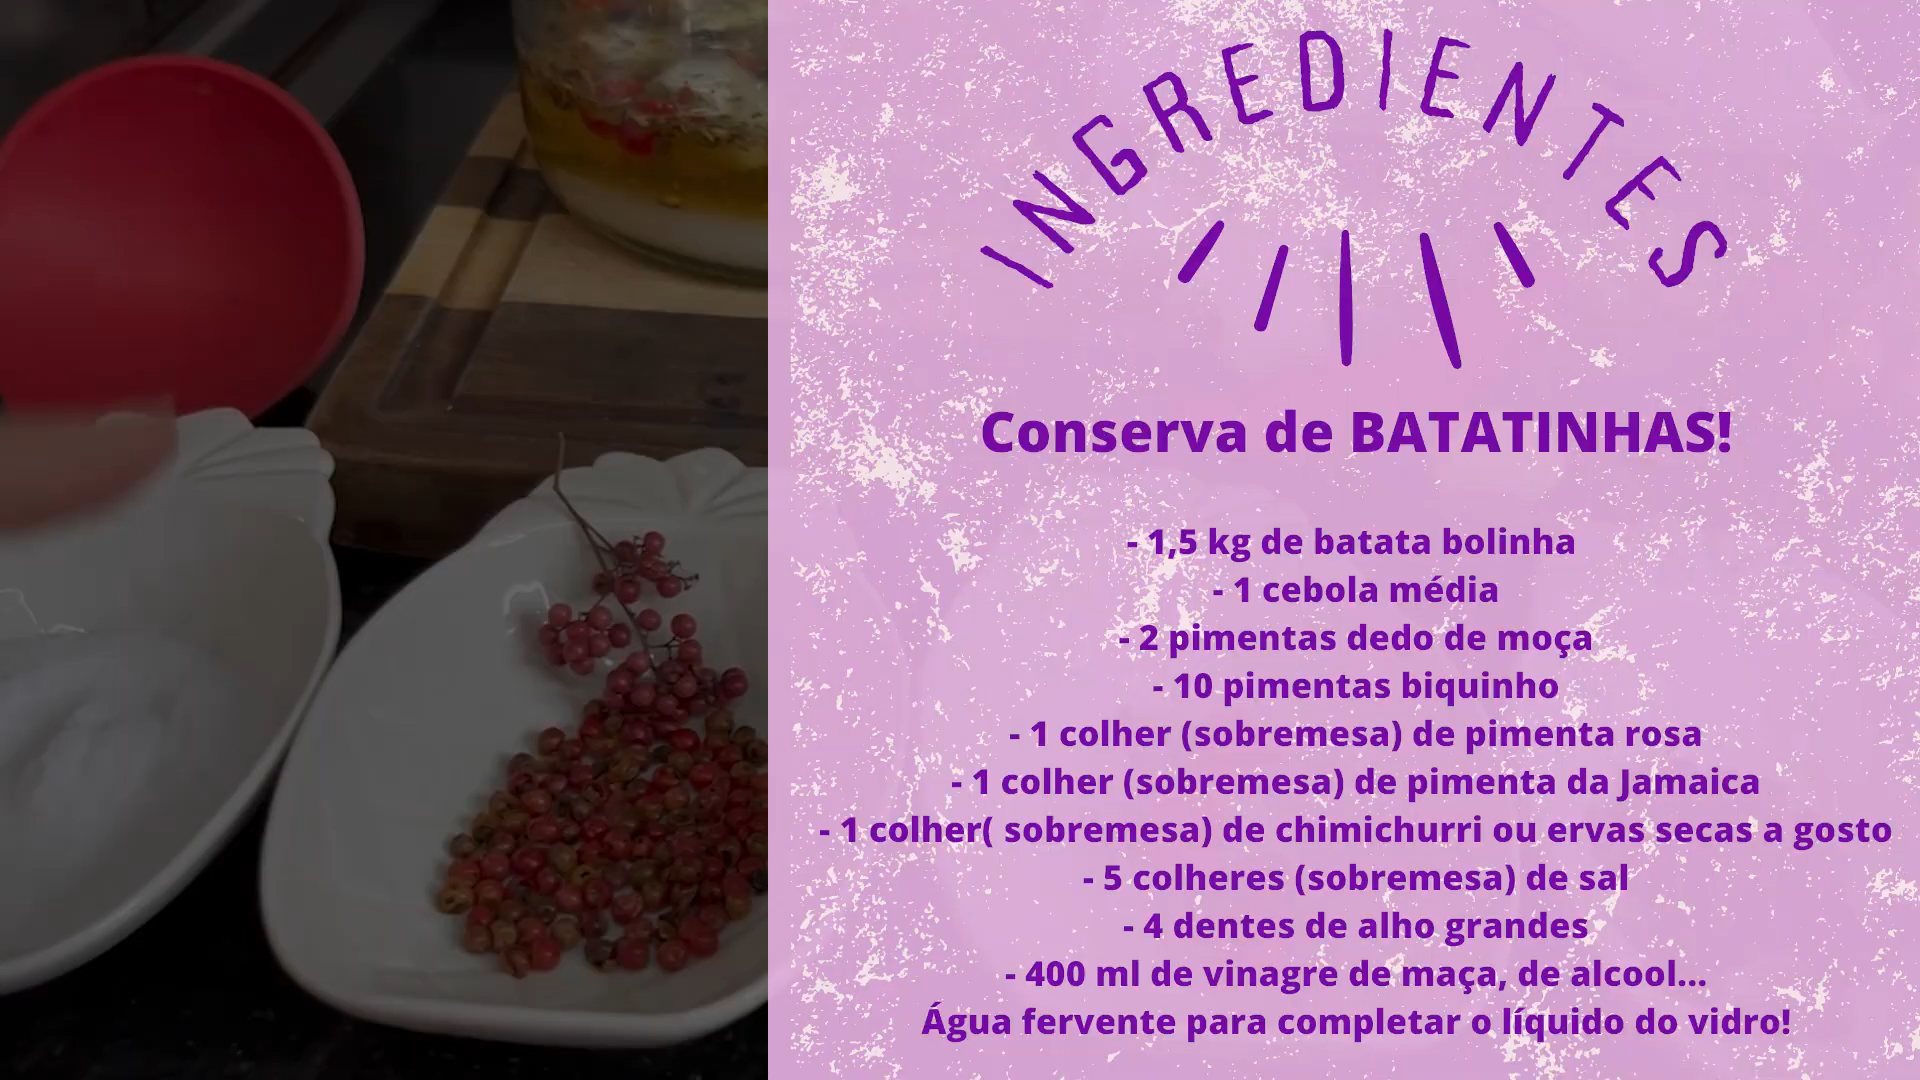 INGREDIENTES
Conserva de BATATINHAS!
- 1,5 kg de batata bolinha
- 1 cebola média
- 2 pimentas dedo de moça
- 10 pimentas biquinho
- 1 colher (sobremesa) de pimenta rosa
- 1 colher (sobremesa) de pimenta da Jamaica
- 1 colher( sobremesa) de chimichurri ou ervas secas a gosto
- 5 colheres (sobremesa) de sal
- 4 dentes de alho grandes
- 400 ml de vinagre de maça, de alcool...
Água fervente para completar o líquido do vidro!